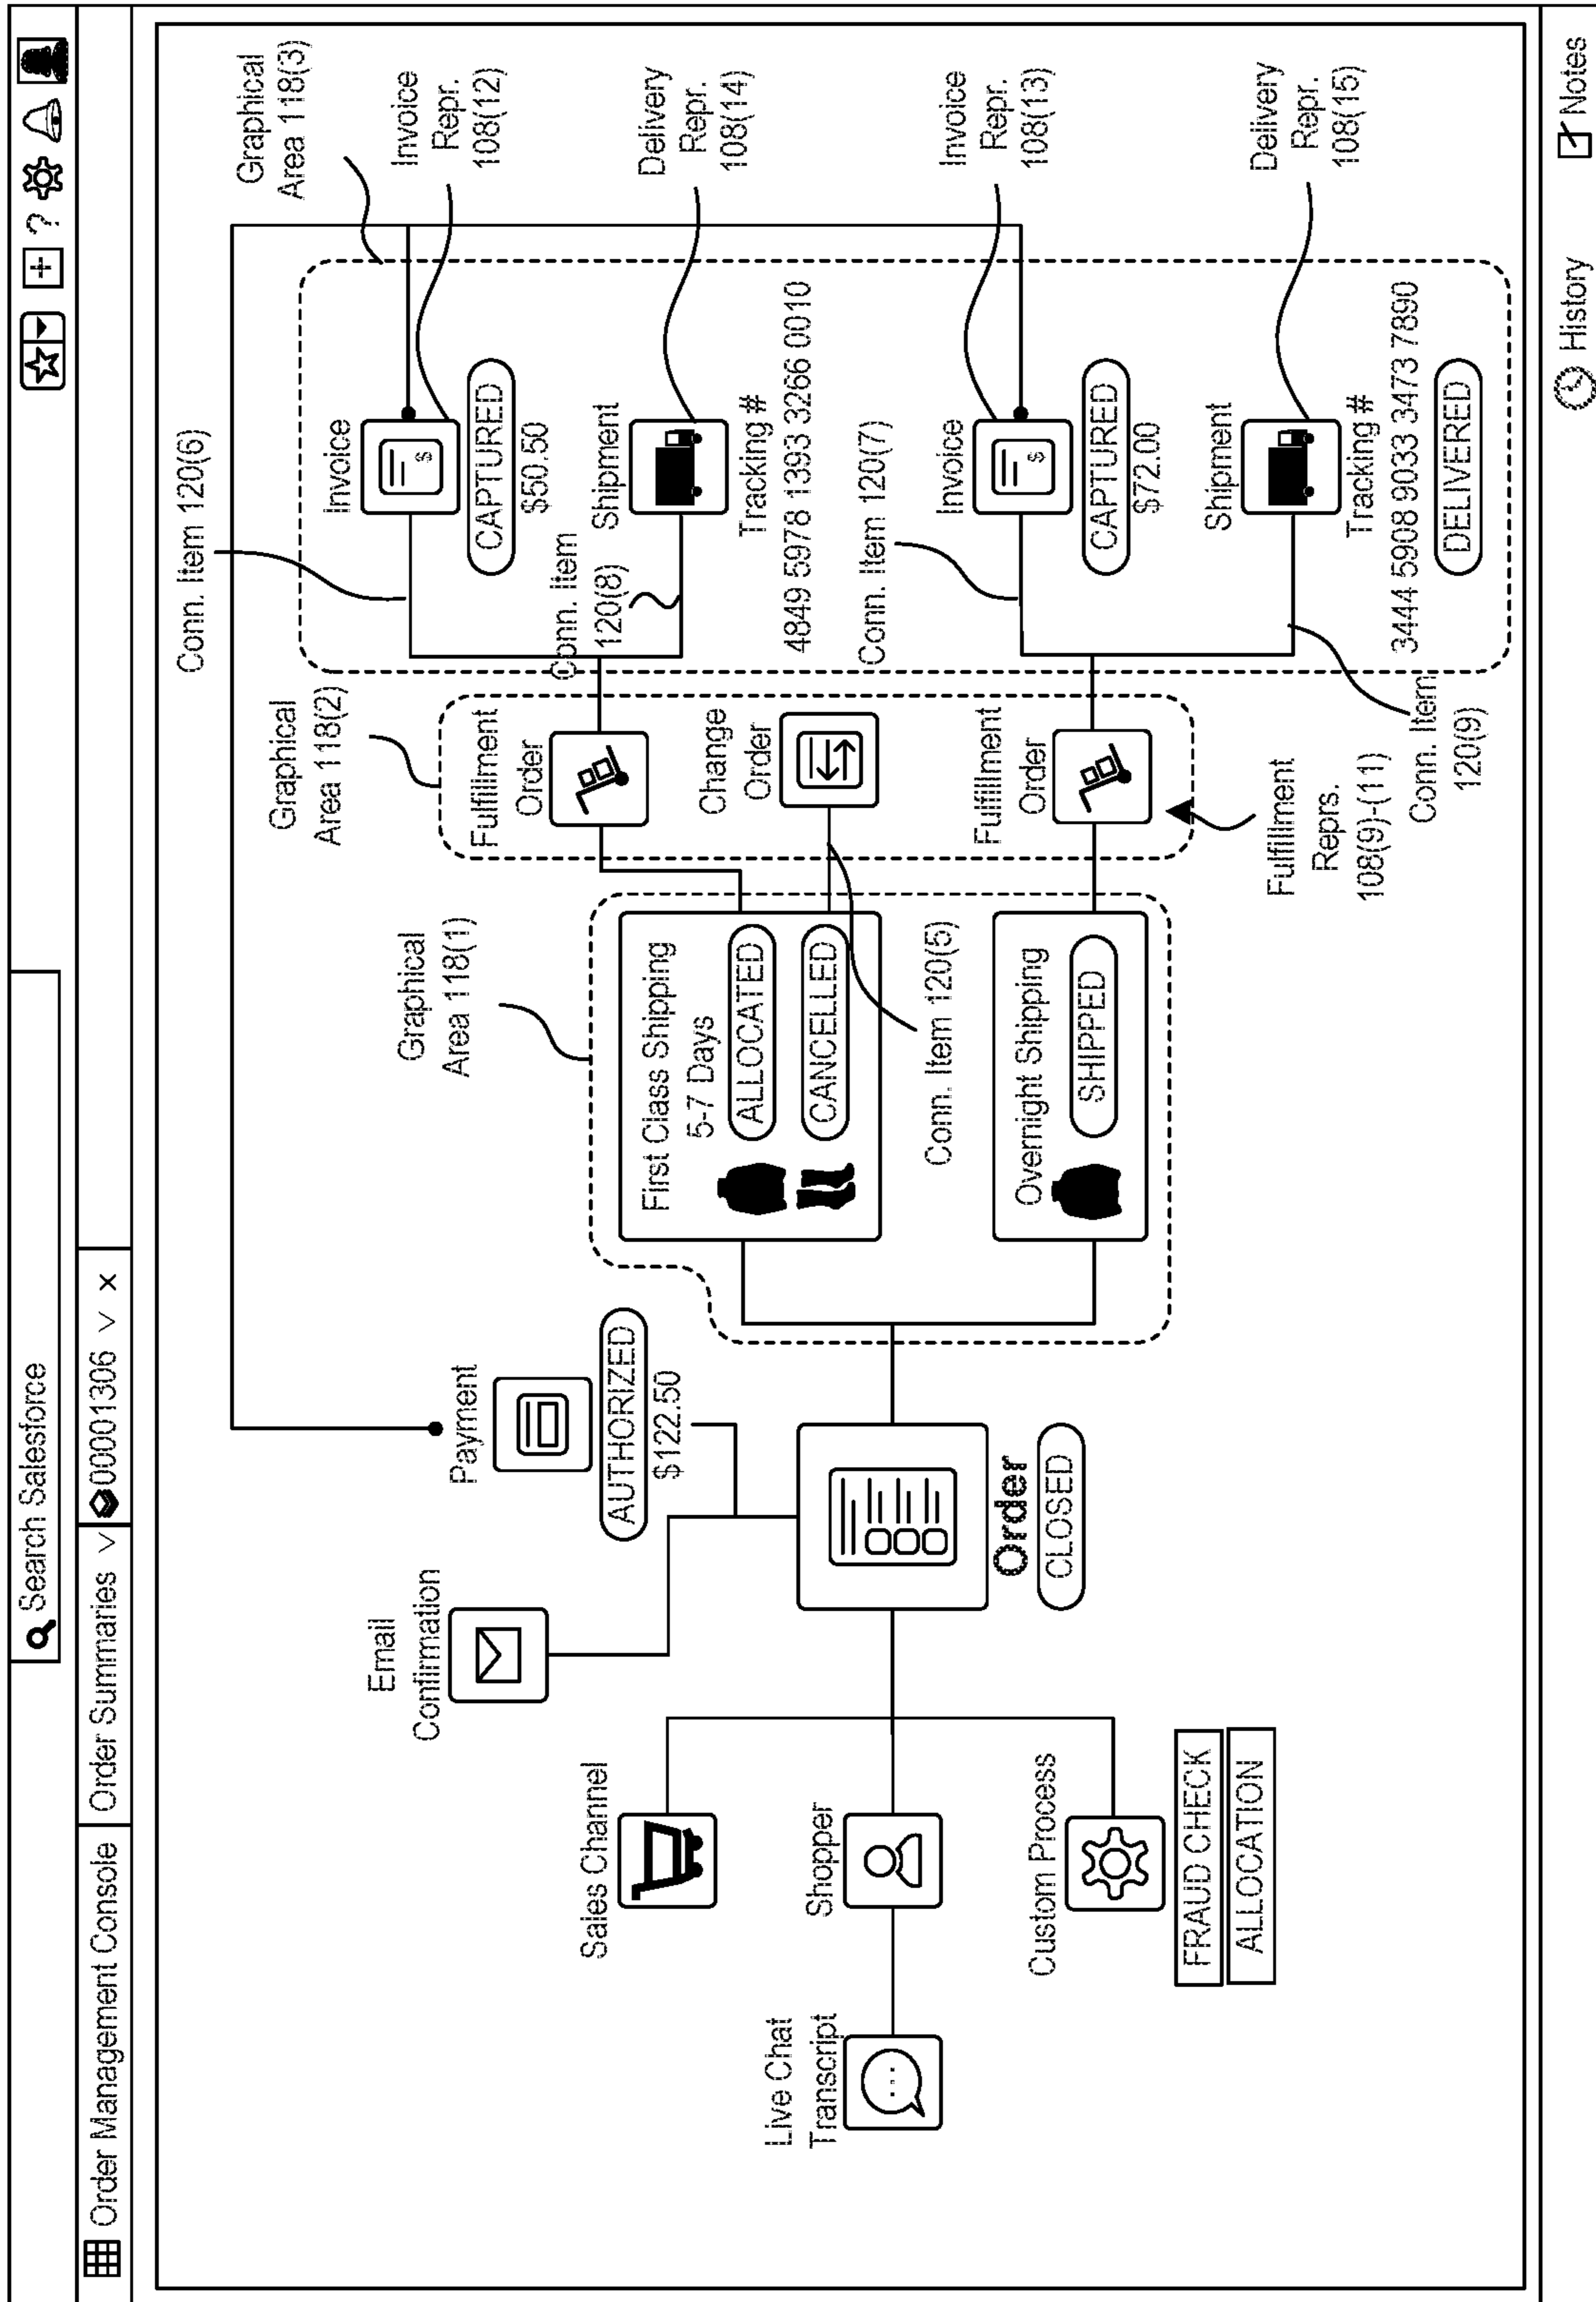 Search Salesforce
?
Order Management Console
Order Summaries
00001306
x
Live Chat
Transcript
Sales Channel
Shopper
Custom Process
FRAUD CHECK
ALLOCATION
Email
Confirmation
Payment
AUTHORIZED
$122.50
Order
CLOSED
Graphical
Area 118(1)
First Class Shipping
5-7 Days
ALLOCATED
CANCELLED
Conn. Item 120(5)
Overnight Shipping
SHIPPED
Graphical
Area 118(2)
Fulfillment
Order
Change
Order
Fulfillment
Order
Fulfillment
Reprs.
108(9)-(11)
Conn. Item 120(6)
Invoice
$
CAPTURED
$50.50
Conn. Item
120(8)
Shipment
Tracking #
4849 5978 1393 3266 0010
Conn. Item 120(7)
Invoice
$
CAPTURED
$72.00
Shipment
Tracking #
3444 5908 9033 3473 7890
DELIVERED
Conn. Item
120(9)
Graphical
Area 118(3)
Invoice
Repr.
108(12)
Delivery
Repr.
108(14)
Invoice
Repr.
108(13)
Delivery
Repr.
108(15)
History
Notes